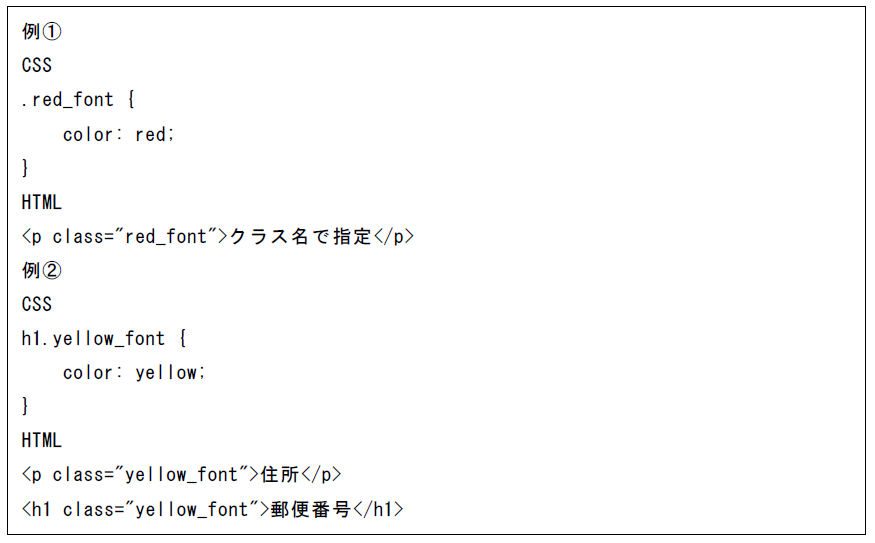 例①
CSS
.red_font {
    color: red;
}
HTML
<p class="red_font">クラス名で指定</p>
例②
CSS
h1.yellow_font {
    color: yellow;
}
HTML
<p class="yellow_font">住所</p>
<h1 class="yellow_font">郵便番号</h1>